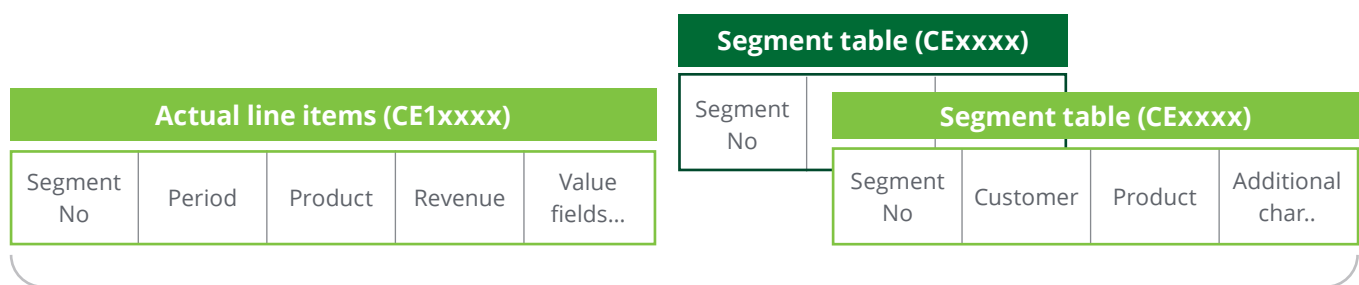 Segment table (CExxxx)
Segment
No
Actual line items (CE1xxxx)
Segment
No
Period
Product
Revenue
Value
fields...
Segment table (CExxxx)
Segment
No
Customer
Product
Additional
char..